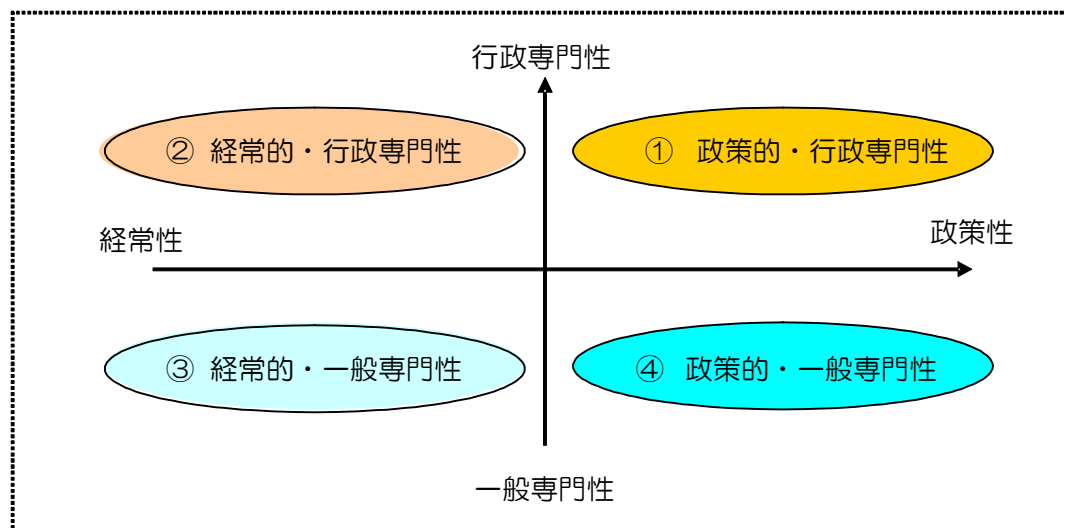 行政専門性
② 経常的・行政専門性
① 政策的・行政専門性
経常性
政策性
③ 経常的・一般専門性
④ 政策的・一般専門性
一般専門性